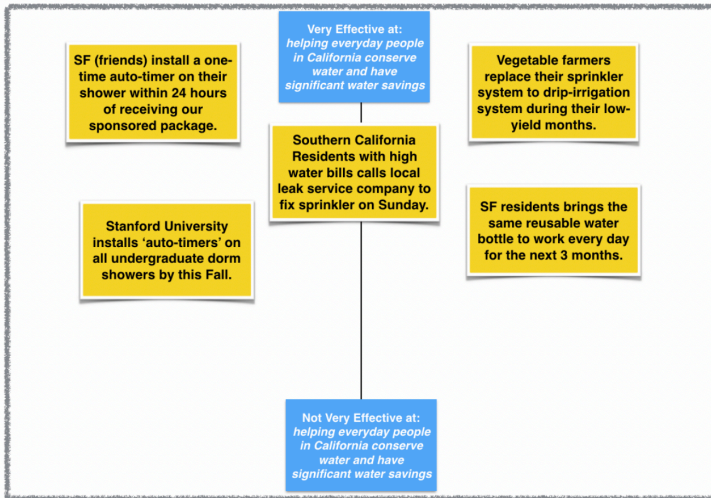 Very Effective at:
helping everyday people
in California conserve
water and have
significant water savings
SF (friends) install a one-
time auto-timer on their
shower within 24 hours
of receiving our
sponsored package.
Vegetable farmers
replace their sprinkler
system to drip-irrigation
system during their low-
yield months.
Southern California
Residents with high
water bills calls local
leak service company to
fix sprinkler on Sunday.
Stanford University
installs ‘auto-timers’ on
all undergraduate dorm
showers by this Fall.
SF residents brings the
same reusable water
bottle to work every day
for the next 3 months.
Not Very Effective at:
helping everyday people
in California conserve
water and have
significant water savings